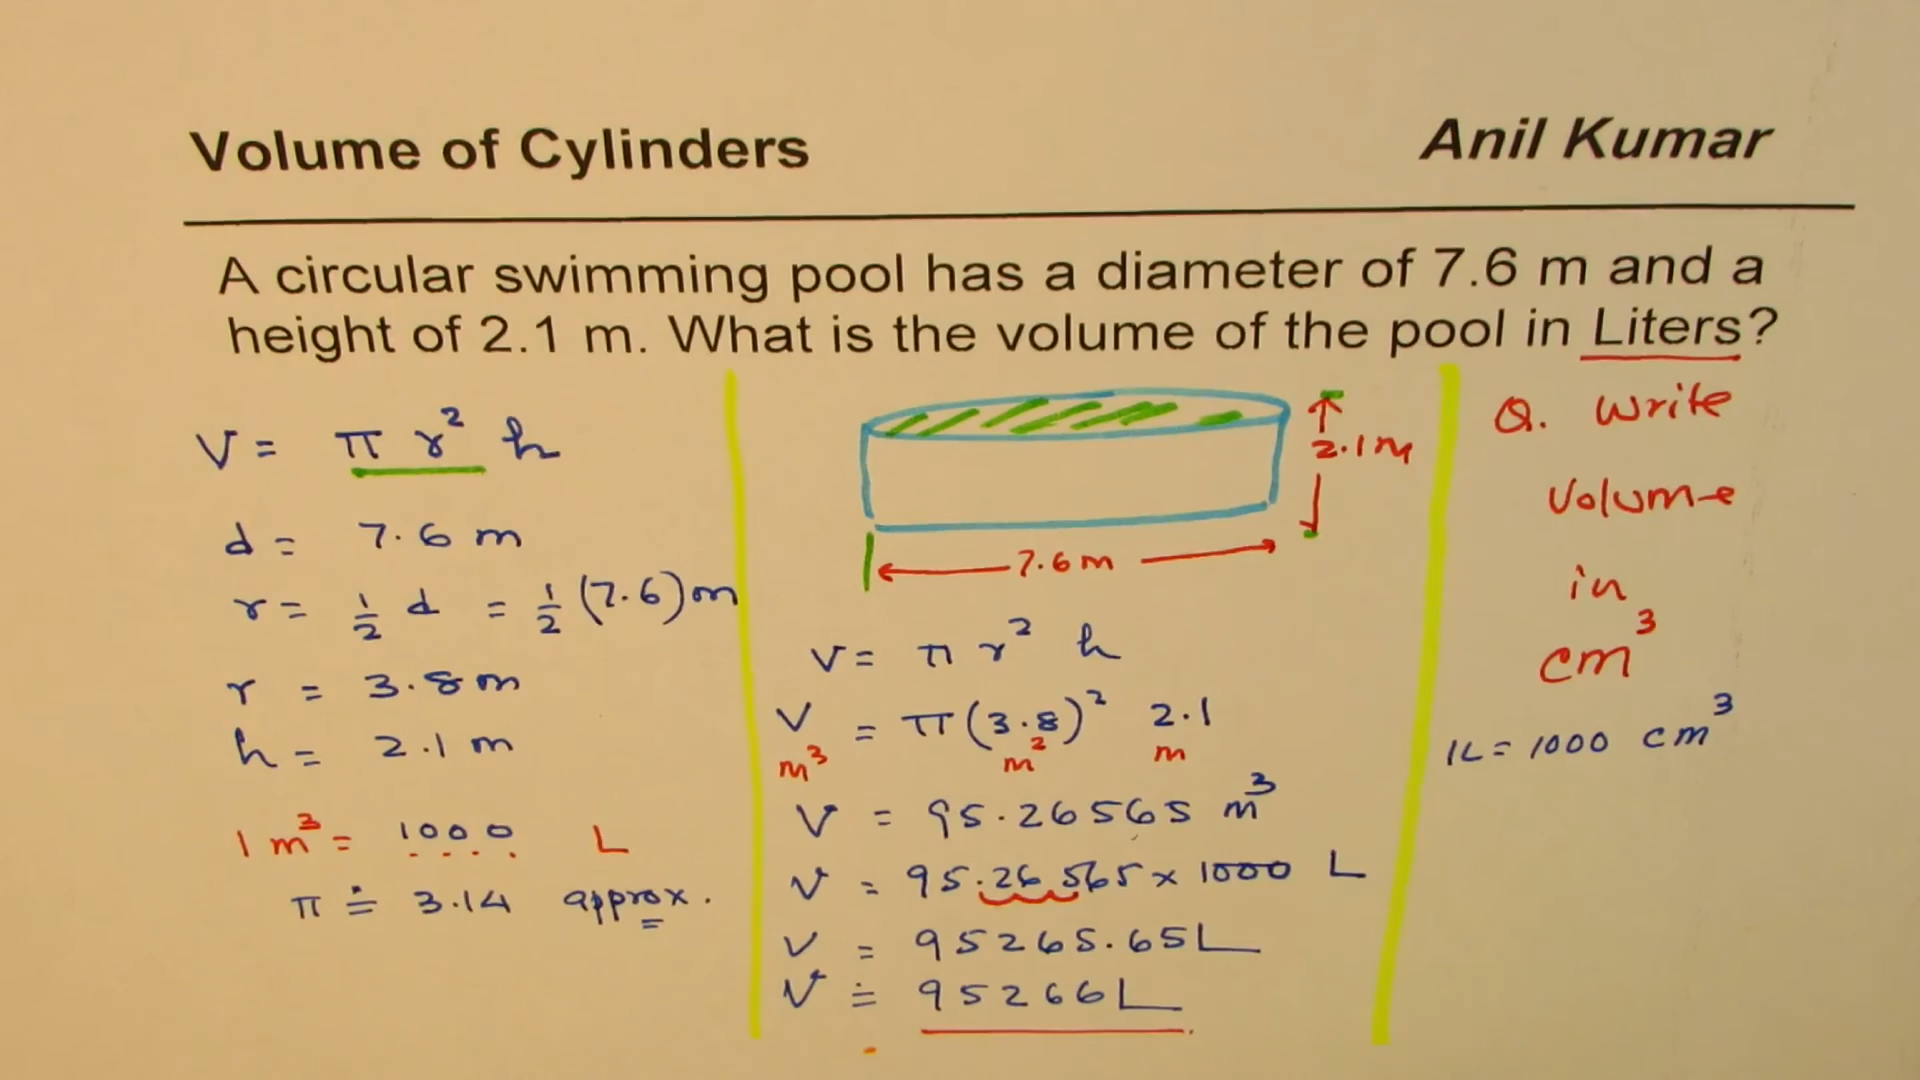 Volume of Cylinders
Anil Kumar
A circular swimming pool has a diameter of 7.6 m and a
height of 2.1 m. What is the volume of the pool in Liters?
V = π r² h
d = 7.6 m
r = 1/2 d = 1/2 (7.6) m
r = 3.8 m
h = 2.1 m
1 m³ = 1000 L
π ≐ 3.14 approx.
2.1 m
7.6 m
V = π r² h
V = π (3.8)² 2.1
m³ m² m
V = 95.26565 m³
V = 95.26565 × 1000 L
V = 95265.65 L
V ≐ 95266 L
Q. Write
Volume
in
cm³
1L = 1000 cm³